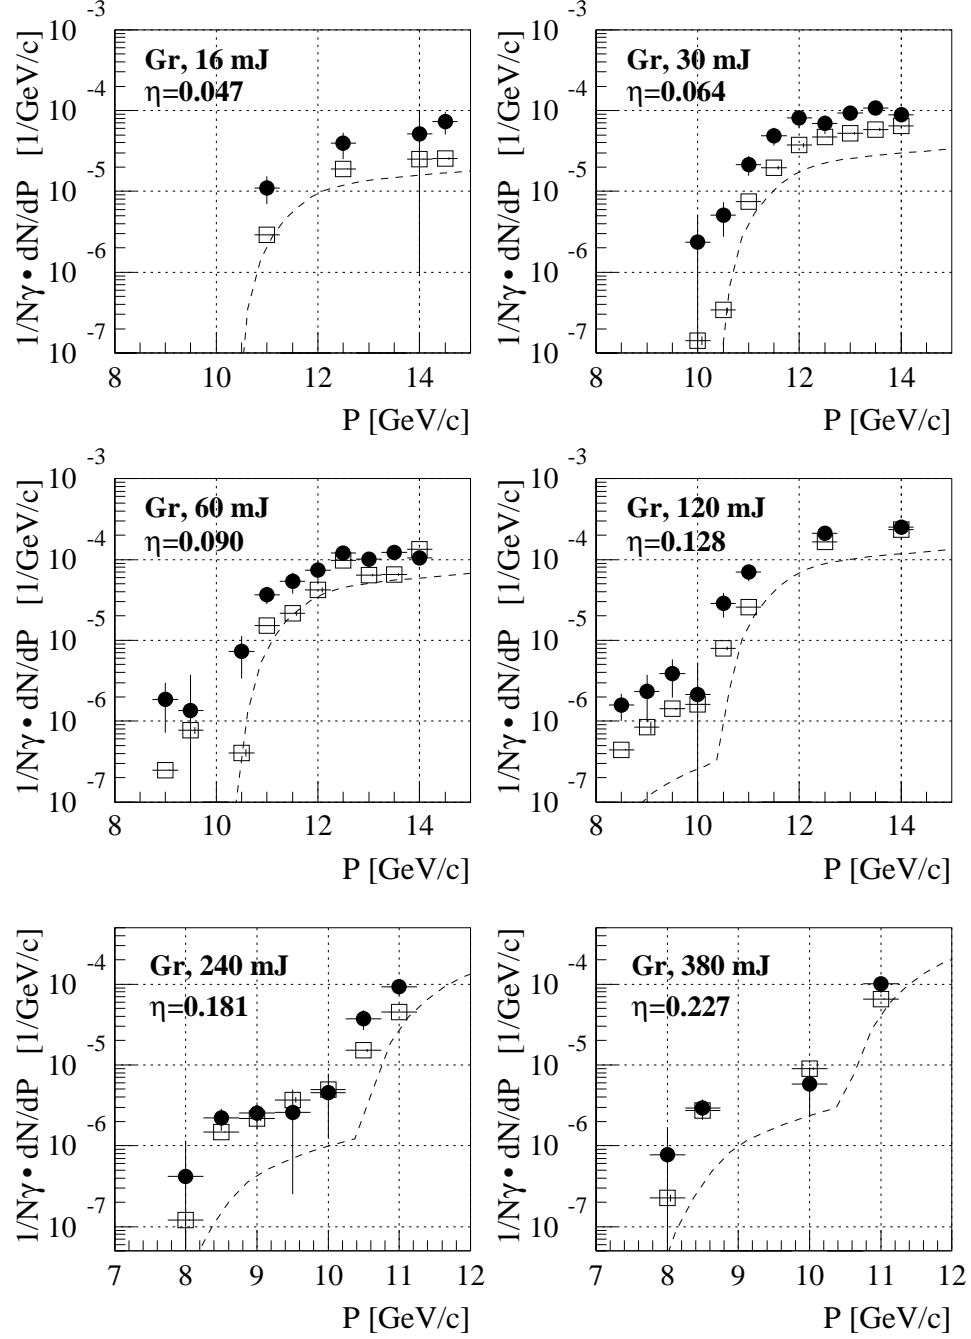 1/Nγ • dN/dP [1/GeV/c]
10 -3
10 -4
10 -5
10 -6
10 -7
Gr, 16 mJ
η=0.047
8 10 12 14
P [GeV/c]
1/Nγ • dN/dP [1/GeV/c]
10 -3
10 -4
10 -5
10 -6
10 -7
Gr, 30 mJ
η=0.064
8 10 12 14
P [GeV/c]
1/Nγ • dN/dP [1/GeV/c]
10 -3
10 -4
10 -5
10 -6
10 -7
Gr, 60 mJ
η=0.090
8 10 12 14
P [GeV/c]
1/Nγ • dN/dP [1/GeV/c]
10 -3
10 -4
10 -5
10 -6
10 -7
Gr, 120 mJ
η=0.128
8 10 12 14
P [GeV/c]
1/Nγ • dN/dP [1/GeV/c]
10 -4
10 -5
10 -6
10 -7
Gr, 240 mJ
η=0.181
7 8 9 10 11 12
P [GeV/c]
1/Nγ • dN/dP [1/GeV/c]
10 -4
10 -5
10 -6
10 -7
Gr, 380 mJ
η=0.227
7 8 9 10 11 12
P [GeV/c]